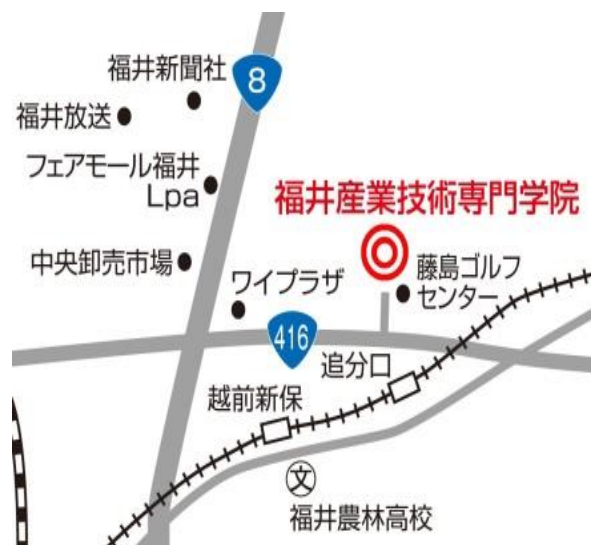 福井新聞社
8
福井放送
フェアモール福井
Lpa
福井産業技術専門学院
中央卸売市場
ワイプラザ
藤島ゴルフ
センター
416
追分口
越前新保
文
福井農林高校